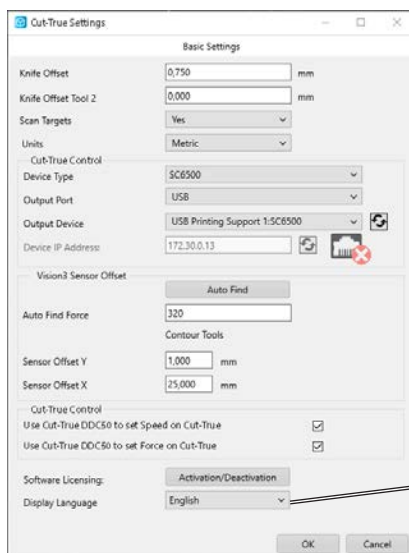 Cut-True Settings
Basic Settings
Knife Offset 0,750 mm
Knife Offset Tool 2 0,000 mm
Scan Targets Yes
Units Metric
Cut-True Control
Device Type SC6500
Output Port USB
Output Device USB Printing Support 1:SC6500
Device IP Address: 172.30.0.13
Vision3 Sensor Offset
Auto Find
Auto Find Force 320
Contour Tools
Sensor Offset Y 1,000 mm
Sensor Offset X 25,000 mm
Cut-True Control
Use Cut-True DDC50 to set Speed on Cut-True
Use Cut-True DDC50 to set Force on Cut-True
Software Licensing: Activation/Deactivation
Display Language English
OK Cancel